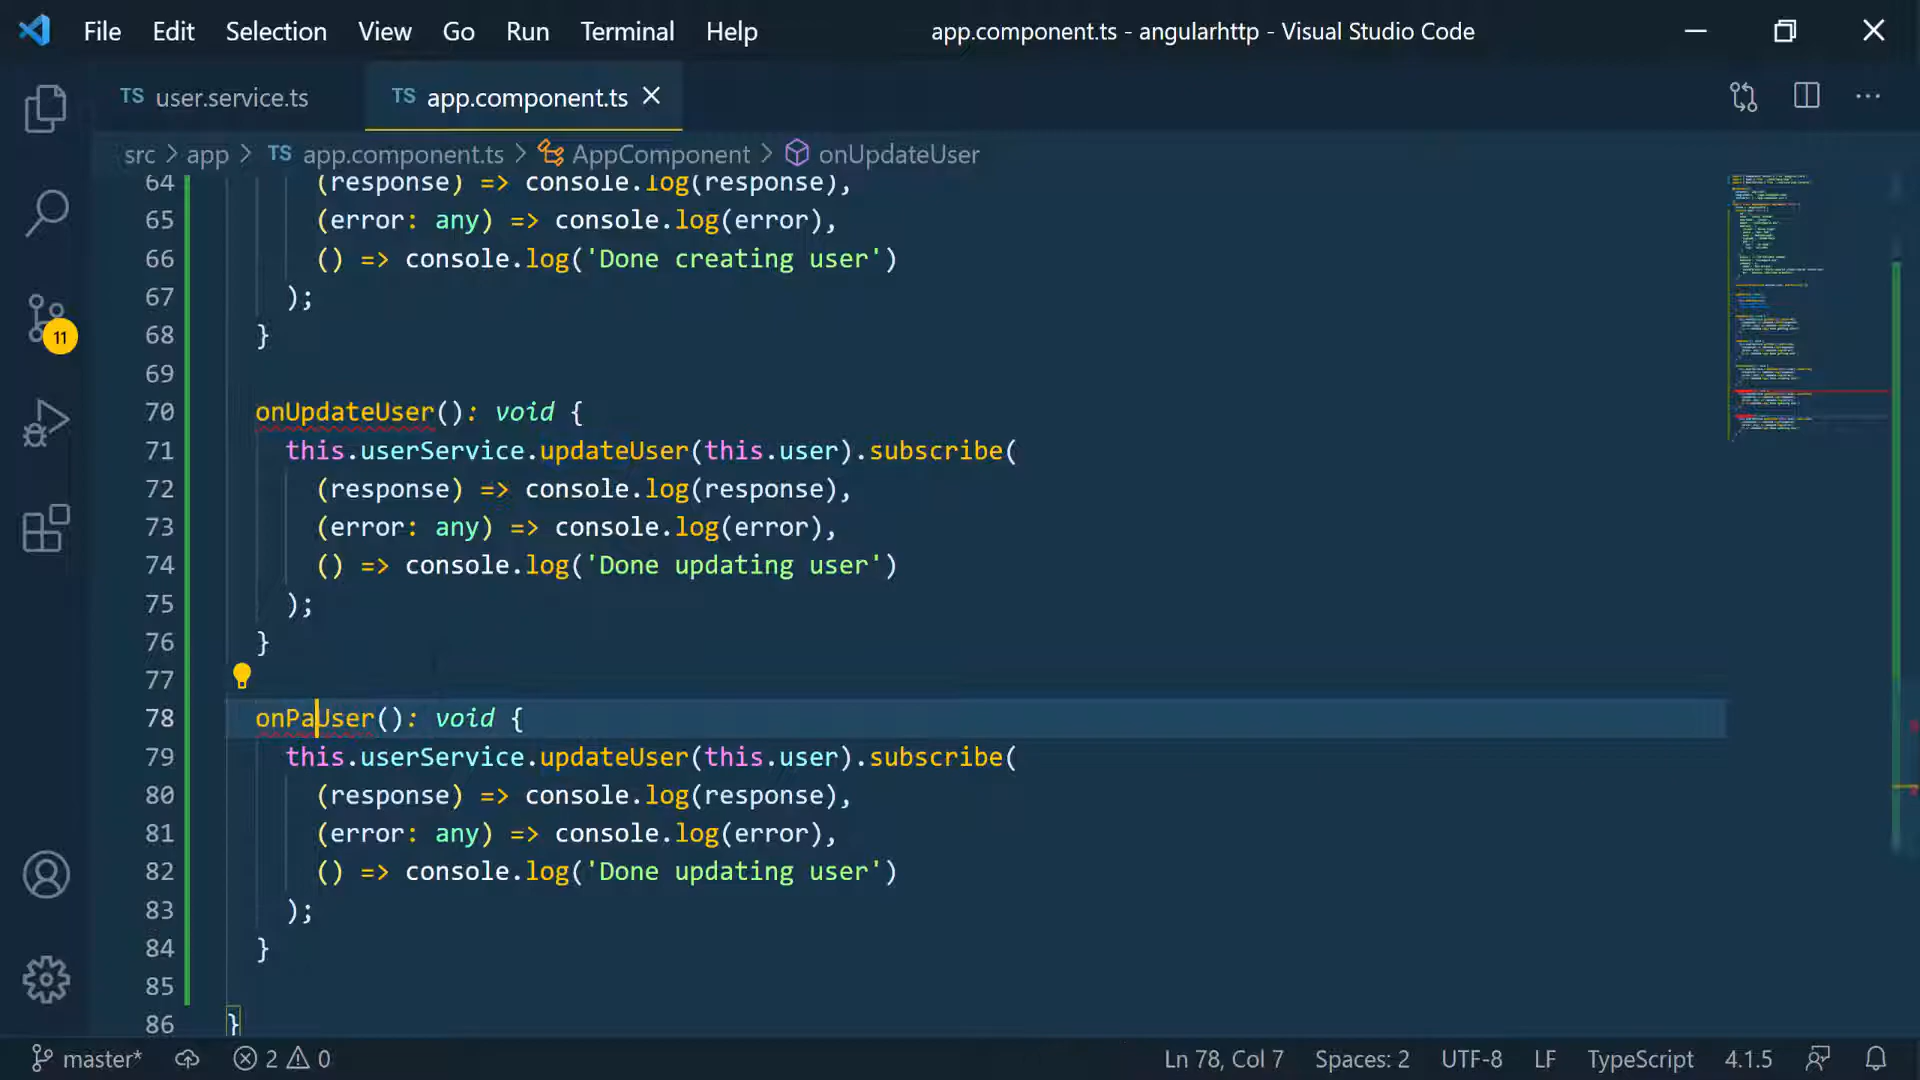 File Edit Selection View Go Run Terminal Help app.component.ts - angularhttp - Visual Studio Code
TS user.service.ts TS app.component.ts
src > app > TS app.component.ts > AppComponent > onUpdateUser
64 (response) => console.log(response),
65 (error: any) => console.log(error),
66 () => console.log('Done creating user')
67 );
68 }
69
70 onUpdateUser(): void {
71 this.userService.updateUser(this.user).subscribe(
72 (response) => console.log(response),
73 (error: any) => console.log(error),
74 () => console.log('Done updating user')
75 );
76 }
77
78 onPaUser(): void {
79 this.userService.updateUser(this.user).subscribe(
80 (response) => console.log(response),
81 (error: any) => console.log(error),
82 () => console.log('Done updating user')
83 );
84 }
85
86 }
11
master* 2 0 Ln 78, Col 7 Spaces: 2 UTF-8 LF TypeScript 4.1.5